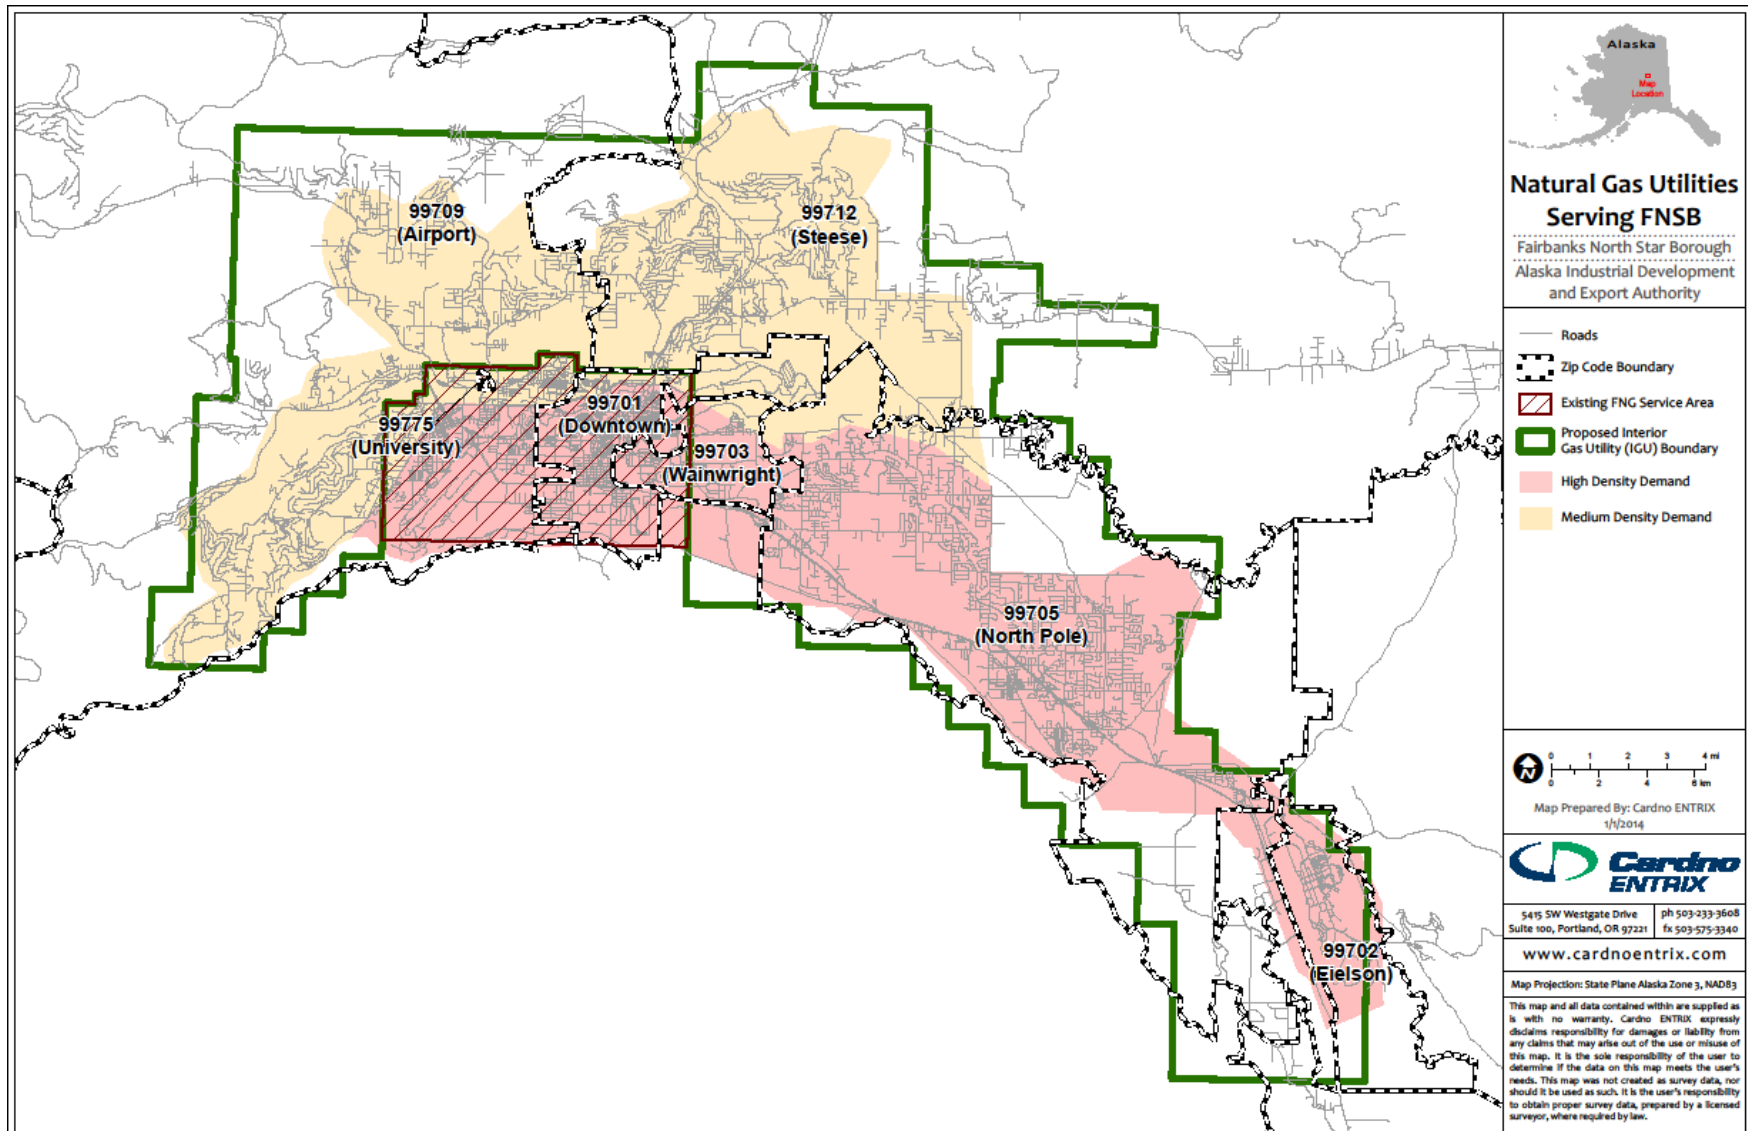 Alaska
Map
Location
Natural Gas Utilities
Serving FNSB
Fairbanks North Star Borough
Alaska Industrial Development
and Export Authority
Roads
Zip Code Boundary
Existing FNG Service Area
Proposed Interior
Gas Utility (IGU) Boundary
High Density Demand
Medium Density Demand
99709
(Airport)
99712
(Steese)
99701
(Downtown)
99775
(University)
99703
(Wainwright)
99705
(North Pole)
99702
(Eielson)
N
0 1 2 3 4 mi
0 2 4 6 km
Map Prepared By: Cardno ENTRIX
1/1/2014
Cardno
ENTRIX
5415 SW Westgate Drive
Suite 100, Portland, OR 97221
ph 503-233-3608
fx 503-575-3340
www.cardnoentrix.com
Map Projection: State Plane Alaska Zone 3, NAD83
This map and all data contained within are supplied as
is with no warranty. Cardno ENTRIX expressly
disclaims responsibility for damages or liability from
any claims that may arise out of the use or misuse of
this map. It is the sole responsibility of the user to
determine if the data on this map meets the user's
needs. This map was not created as survey data, nor
should it be used as such. It is the user's responsibility
to obtain proper survey data, prepared by a licensed
surveyor, where required by law.